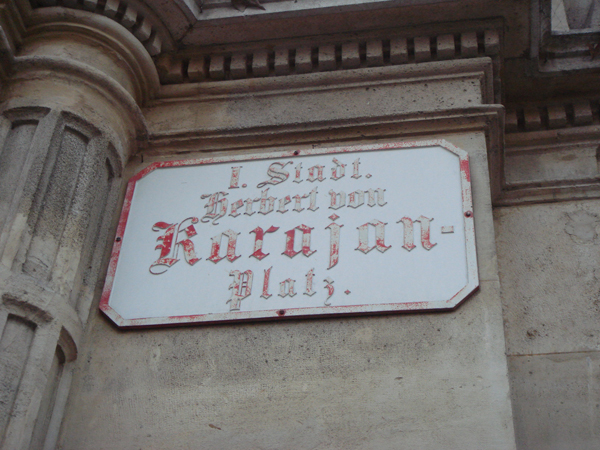 I. Stadt.
Herbert von
Karajan-
Platz.